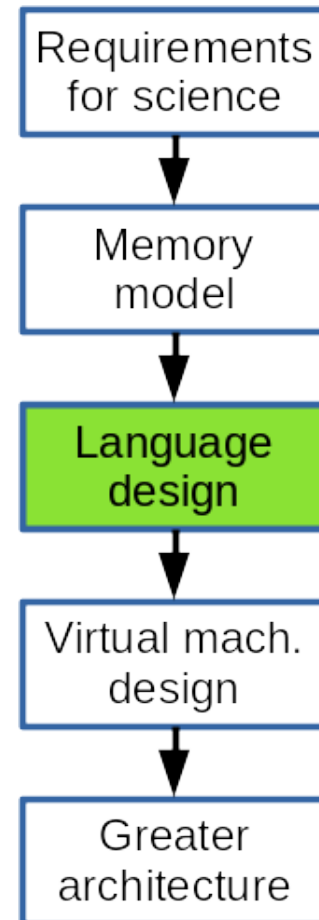 Requirements
for science
Memory
model
Language
design
Virtual mach.
design
Greater
architecture